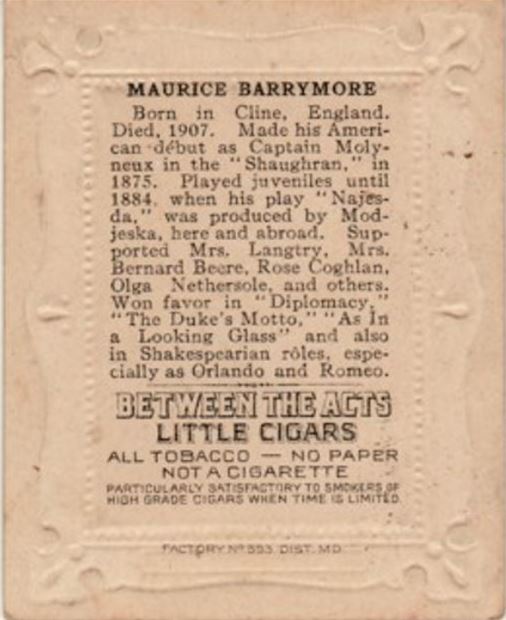 MAURICE BARRYMORE
Born in Cline, England.
Died, 1907. Made his Ameri-
can début as Captain Moly-
neux in the "Shaughran," in
1875. Played juveniles until
1884, when his play "Najes-
da," was produced by Mod-
jeska, here and abroad. Sup-
ported Mrs. Langtry, Mrs.
Bernard Beere, Rose Coghlan,
Olga Nethersole, and others.
Won favor in "Diplomacy,"
"The Duke's Motto," "As In
a Looking Glass" and also
in Shakespearian rôles, espe-
cially as Orlando and Romeo.
BETWEEN THE ACTS
LITTLE CIGARS
ALL TOBACCO — NO PAPER
NOT A CIGARETTE
PARTICULARLY SATISFACTORY TO SMOKERS OF
HIGH GRADE CIGARS WHEN TIME IS LIMITED.
FACTORY Nº 553. DIST. MD.